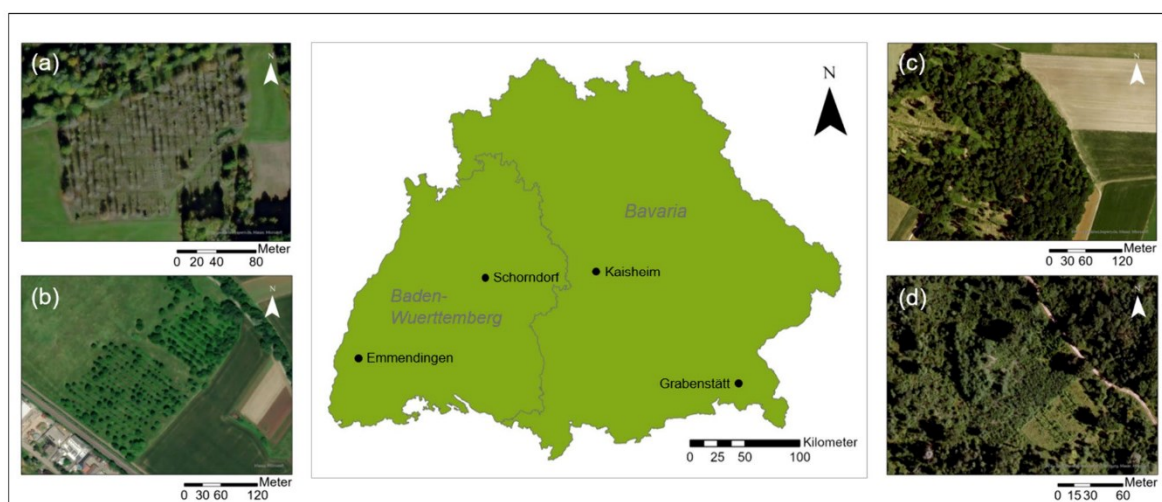 (a)
N
Meter
0 20 40 80
(b)
N
Meter
0 30 60 120
N
Bavaria
Schorndorf
Kaisheim
Baden-
Wuerttemberg
Emmendingen
Grabenstätt
Kilometer
0 25 50 100
(c)
N
Meter
0 30 60 120
(d)
N
Meter
0 15 30 60